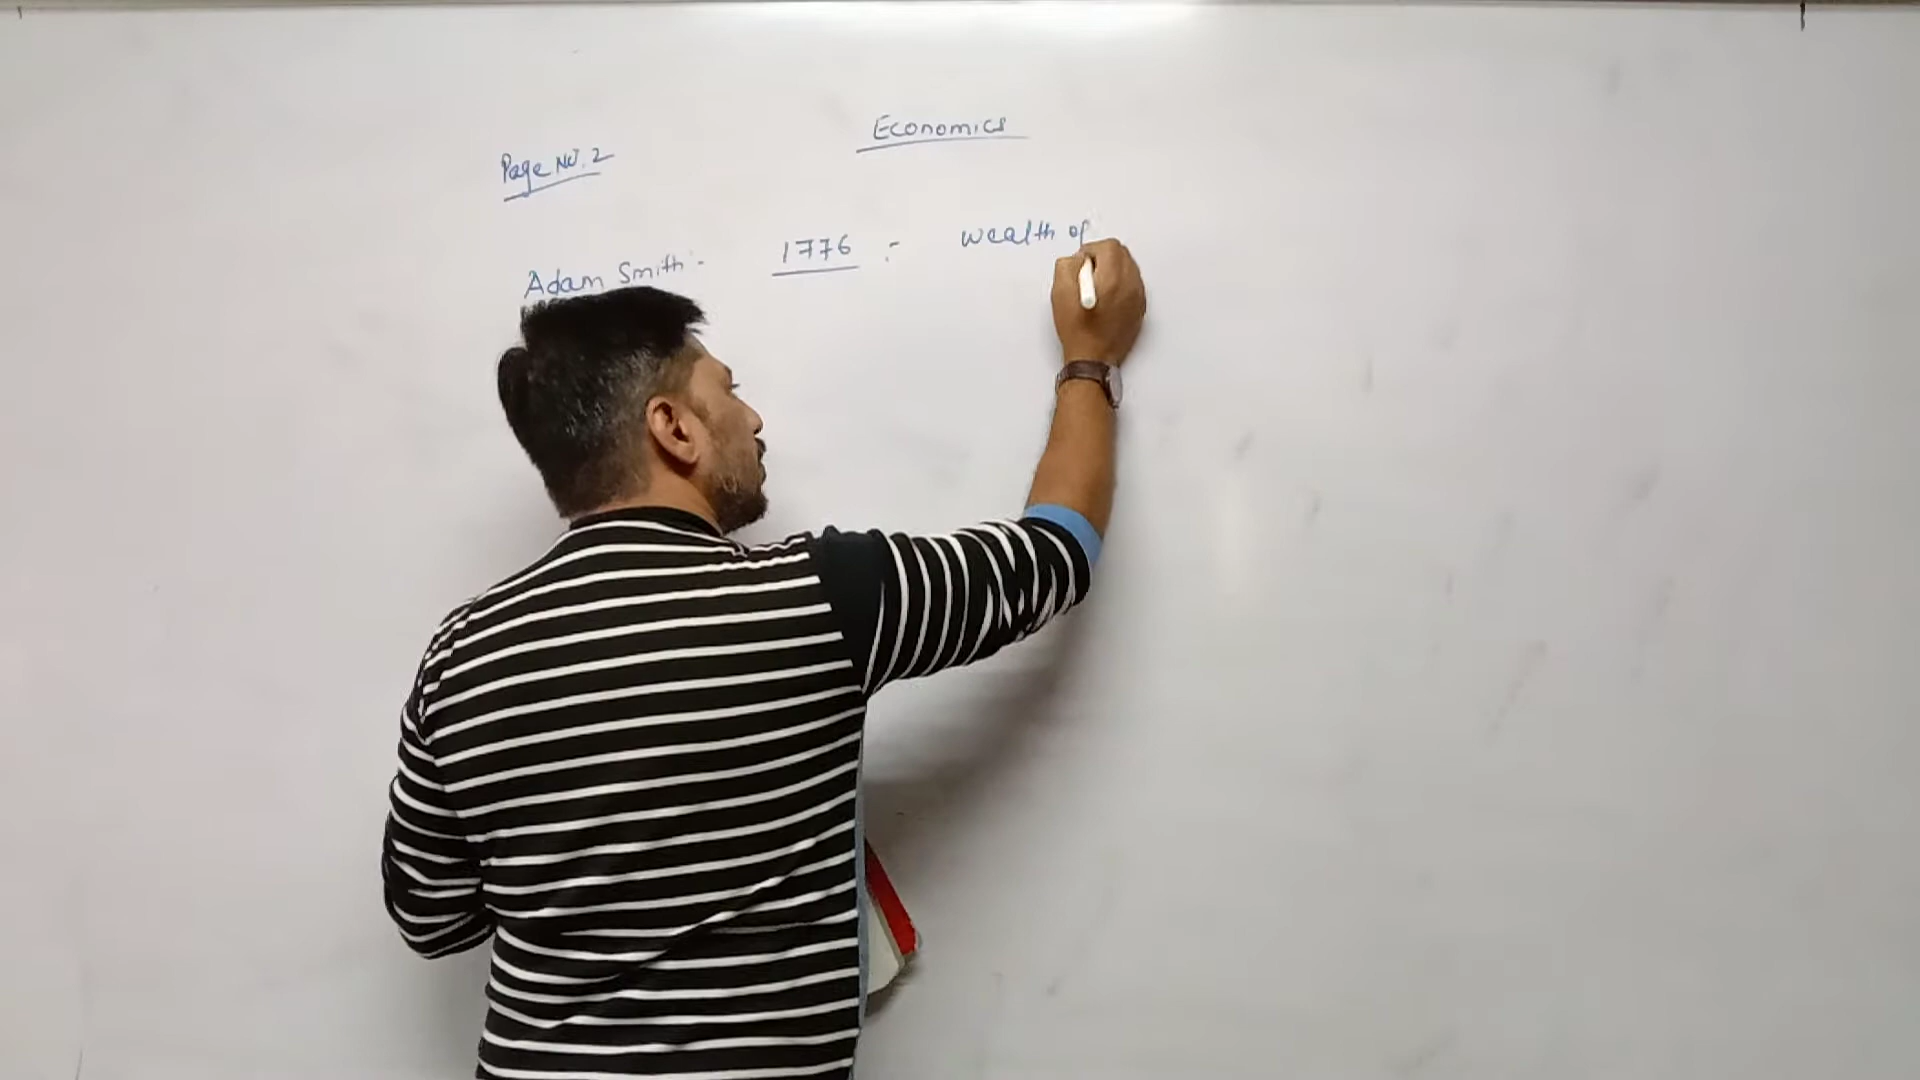 Economics
Page No. 2
Adam Smith :- 1776 :- wealth of